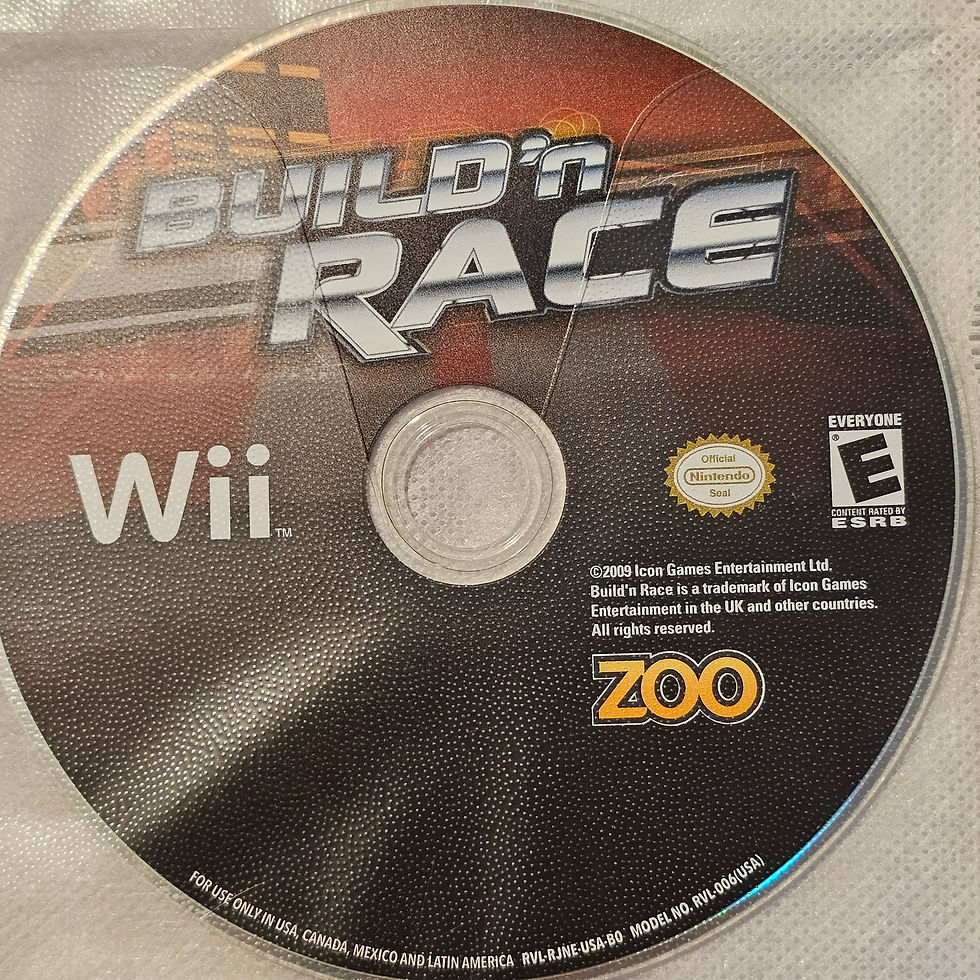 BUILD'n
RACE
Wii™
Official
Nintendo
Seal
EVERYONE
E®
CONTENT RATED BY
ESRB
©2009 Icon Games Entertainment Ltd.
Build'n Race is a trademark of Icon Games
Entertainment in the UK and other countries.
All rights reserved.
ZOO
FOR USE ONLY IN USA, CANADA, MEXICO AND LATIN AMERICA RVL-RJNE-USA-B0 MODEL NO. RVL-006(USA)